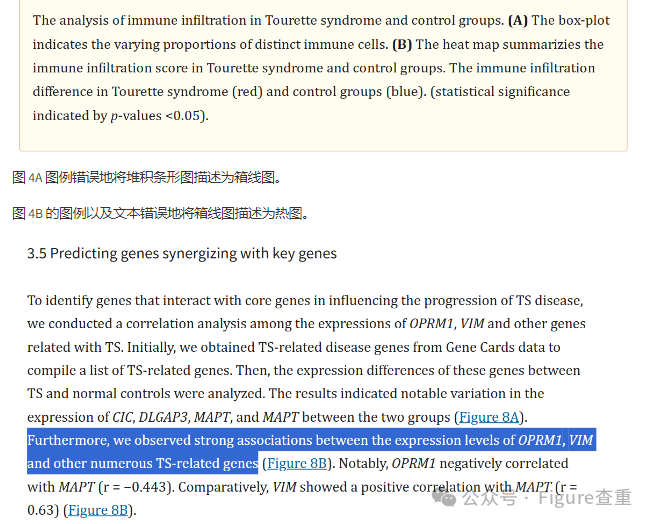 The analysis of immune infiltration in Tourette syndrome and control groups. (A) The box-plot
indicates the varying proportions of distinct immune cells. (B) The heat map summarizies the
immune infiltration score in Tourette syndrome and control groups. The immune infiltration
difference in Tourette syndrome (red) and control groups (blue). (statistical significance
indicated by p-values <0.05).
图 4A 图例错误地将堆积条形图描述为箱线图。
图 4B 的图例以及文本错误地将箱线图描述为热图。
3.5 Predicting genes synergizing with key genes
To identify genes that interact with core genes in influencing the progression of TS disease,
we conducted a correlation analysis among the expressions of OPRM1, VIM and other genes
related with TS. Initially, we obtained TS-related disease genes from Gene Cards data to
compile a list of TS-related genes. Then, the expression differences of these genes between
TS and normal controls were analyzed. The results indicated notable variation in the
expression of CIC, DLGAP3, MAPT, and MAPT between the two groups (Figure 8A).
Furthermore, we observed strong associations between the expression levels of OPRM1, VIM
and other numerous TS-related genes (Figure 8B). Notably, OPRM1 negatively correlated
with MAPT (r = −0.443). Comparatively, VIM showed a positive correlation with MAPT (r =
0.63) (Figure 8B).
公众号 · Figure查重